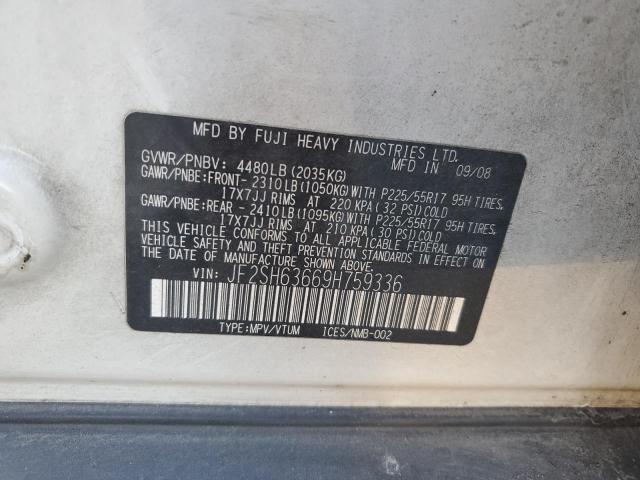 MFD BY FUJI HEAVY INDUSTRIES LTD.
GVWR/PNBV: 4480LB (2035KG) MFD IN 09/08
GAWR/PNBE:FRONT-2310LB(1050KG)WITH P225/55R17 95H TIRES,
17X7JJ RIMS AT 220 KPA( 32 PSI)COLD
GAWR/PNBE:REAR -2410LB(1095KG)WITH P225/55R17 95H TIRES,
17X7JJ RIMS AT 210 KPA( 30 PSI)COLD
THIS VEHICLE CONFORMS TO ALL APPLICABLE FEDERAL MOTOR
VEHICLE SAFETY AND THEFT PREVENTION STANDARDS IN EFFECT ON
THE DATE OF MANUFACTURE SHOWN ABOVE.
VIN: JF2SH63669H759336
TYPE:MPV/VTUM ICES/NMB-002